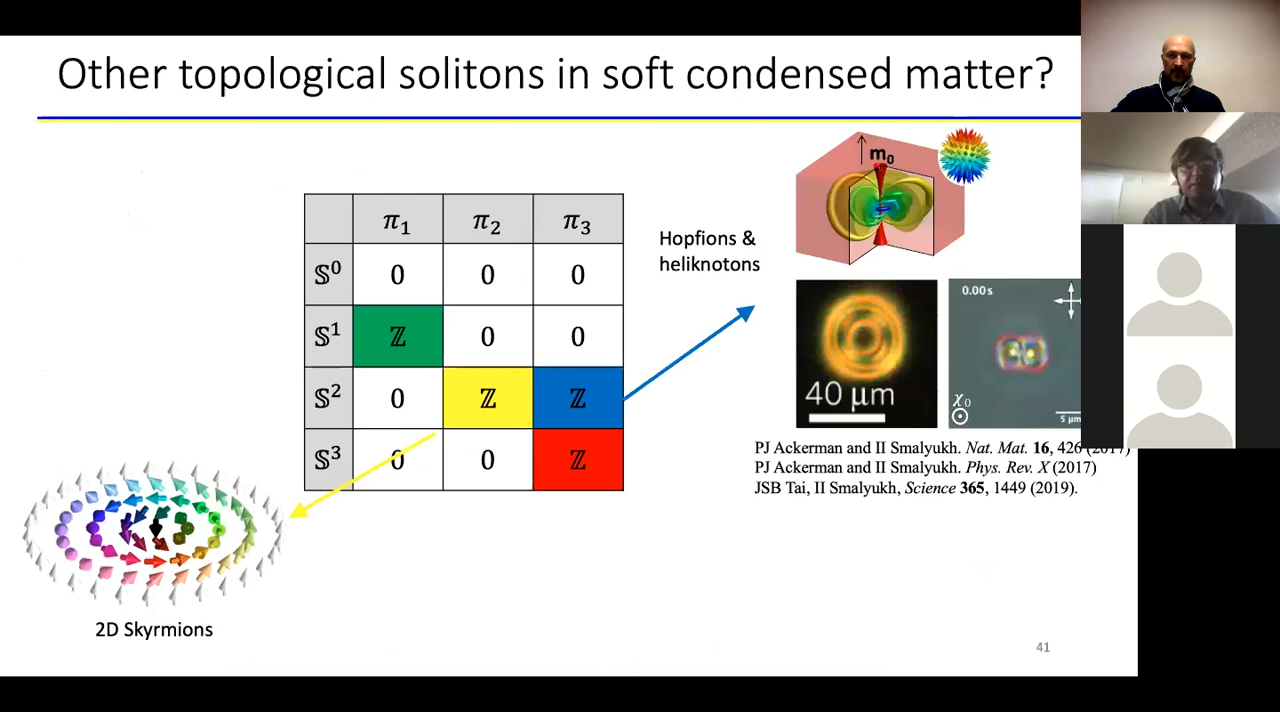 Other topological solitons in soft condensed matter?
π₁ π₂ π₃
𝕊⁰ 0 0 0
𝕊¹ ℤ 0 0
𝕊² 0 ℤ ℤ
𝕊³ 0 0 ℤ
Hopfions &
heliknotons
m₀
40 μm
0.00s
χ₀
5 μm
PJ Ackerman and II Smalyukh. Nat. Mat. 16, 426 (2017)
PJ Ackerman and II Smalyukh. Phys. Rev. X (2017)
JSB Tai, II Smalyukh, Science 365, 1449 (2019).
2D Skyrmions
41